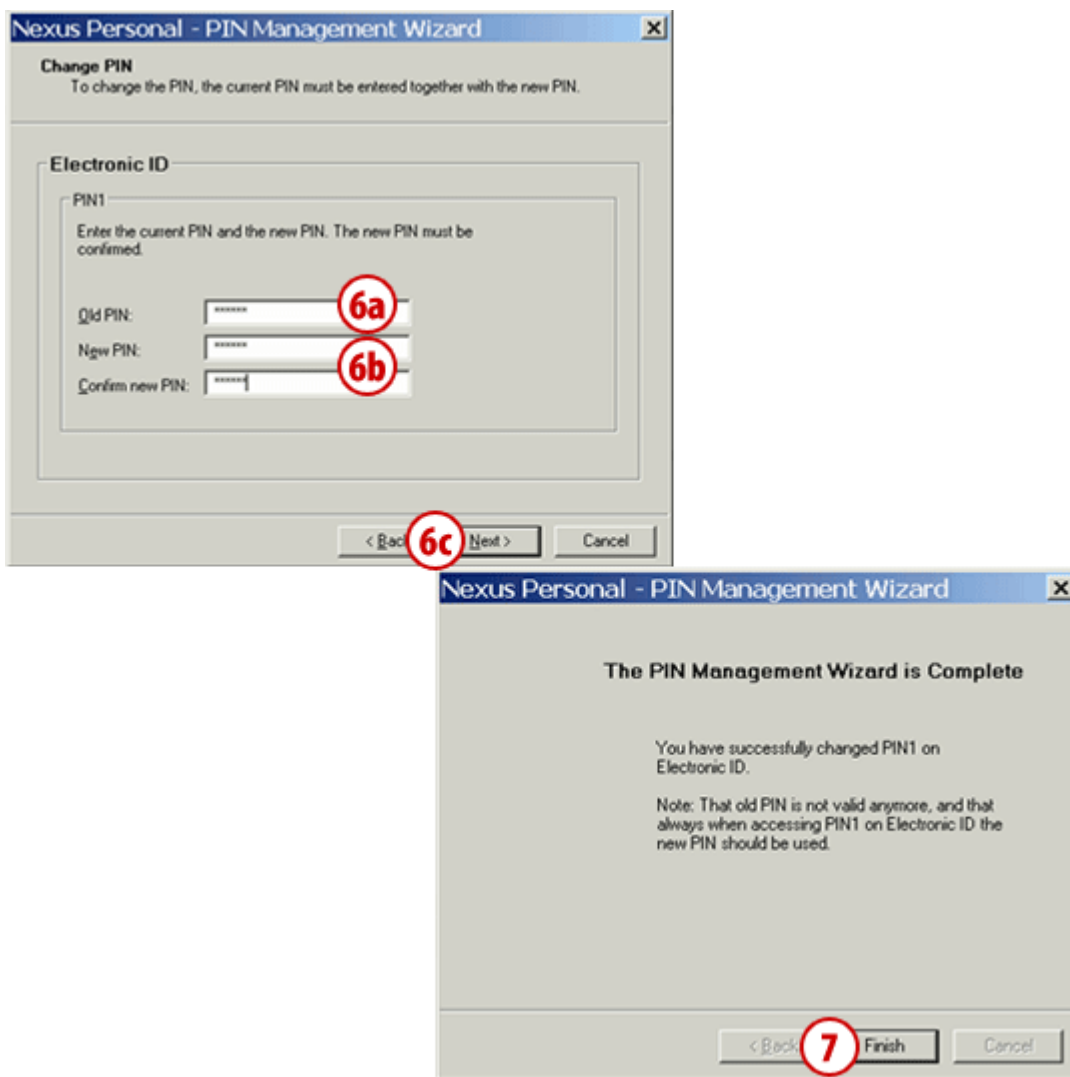 Nexus Personal - PIN Management Wizard
Change PIN
To change the PIN, the current PIN must be entered together with the new PIN.
Electronic ID
PIN1
Enter the current PIN and the new PIN. The new PIN must be
confirmed.
Old PIN: ****** 6a
New PIN: ******
6b
Confirm new PIN: ******
< Back 6c Next > Cancel
Nexus Personal - PIN Management Wizard
The PIN Management Wizard is Complete
You have successfully changed PIN1 on
Electronic ID.
Note: That old PIN is not valid anymore, and that
always when accessing PIN1 on Electronic ID the
new PIN should be used.
< Back 7 Finish Cancel